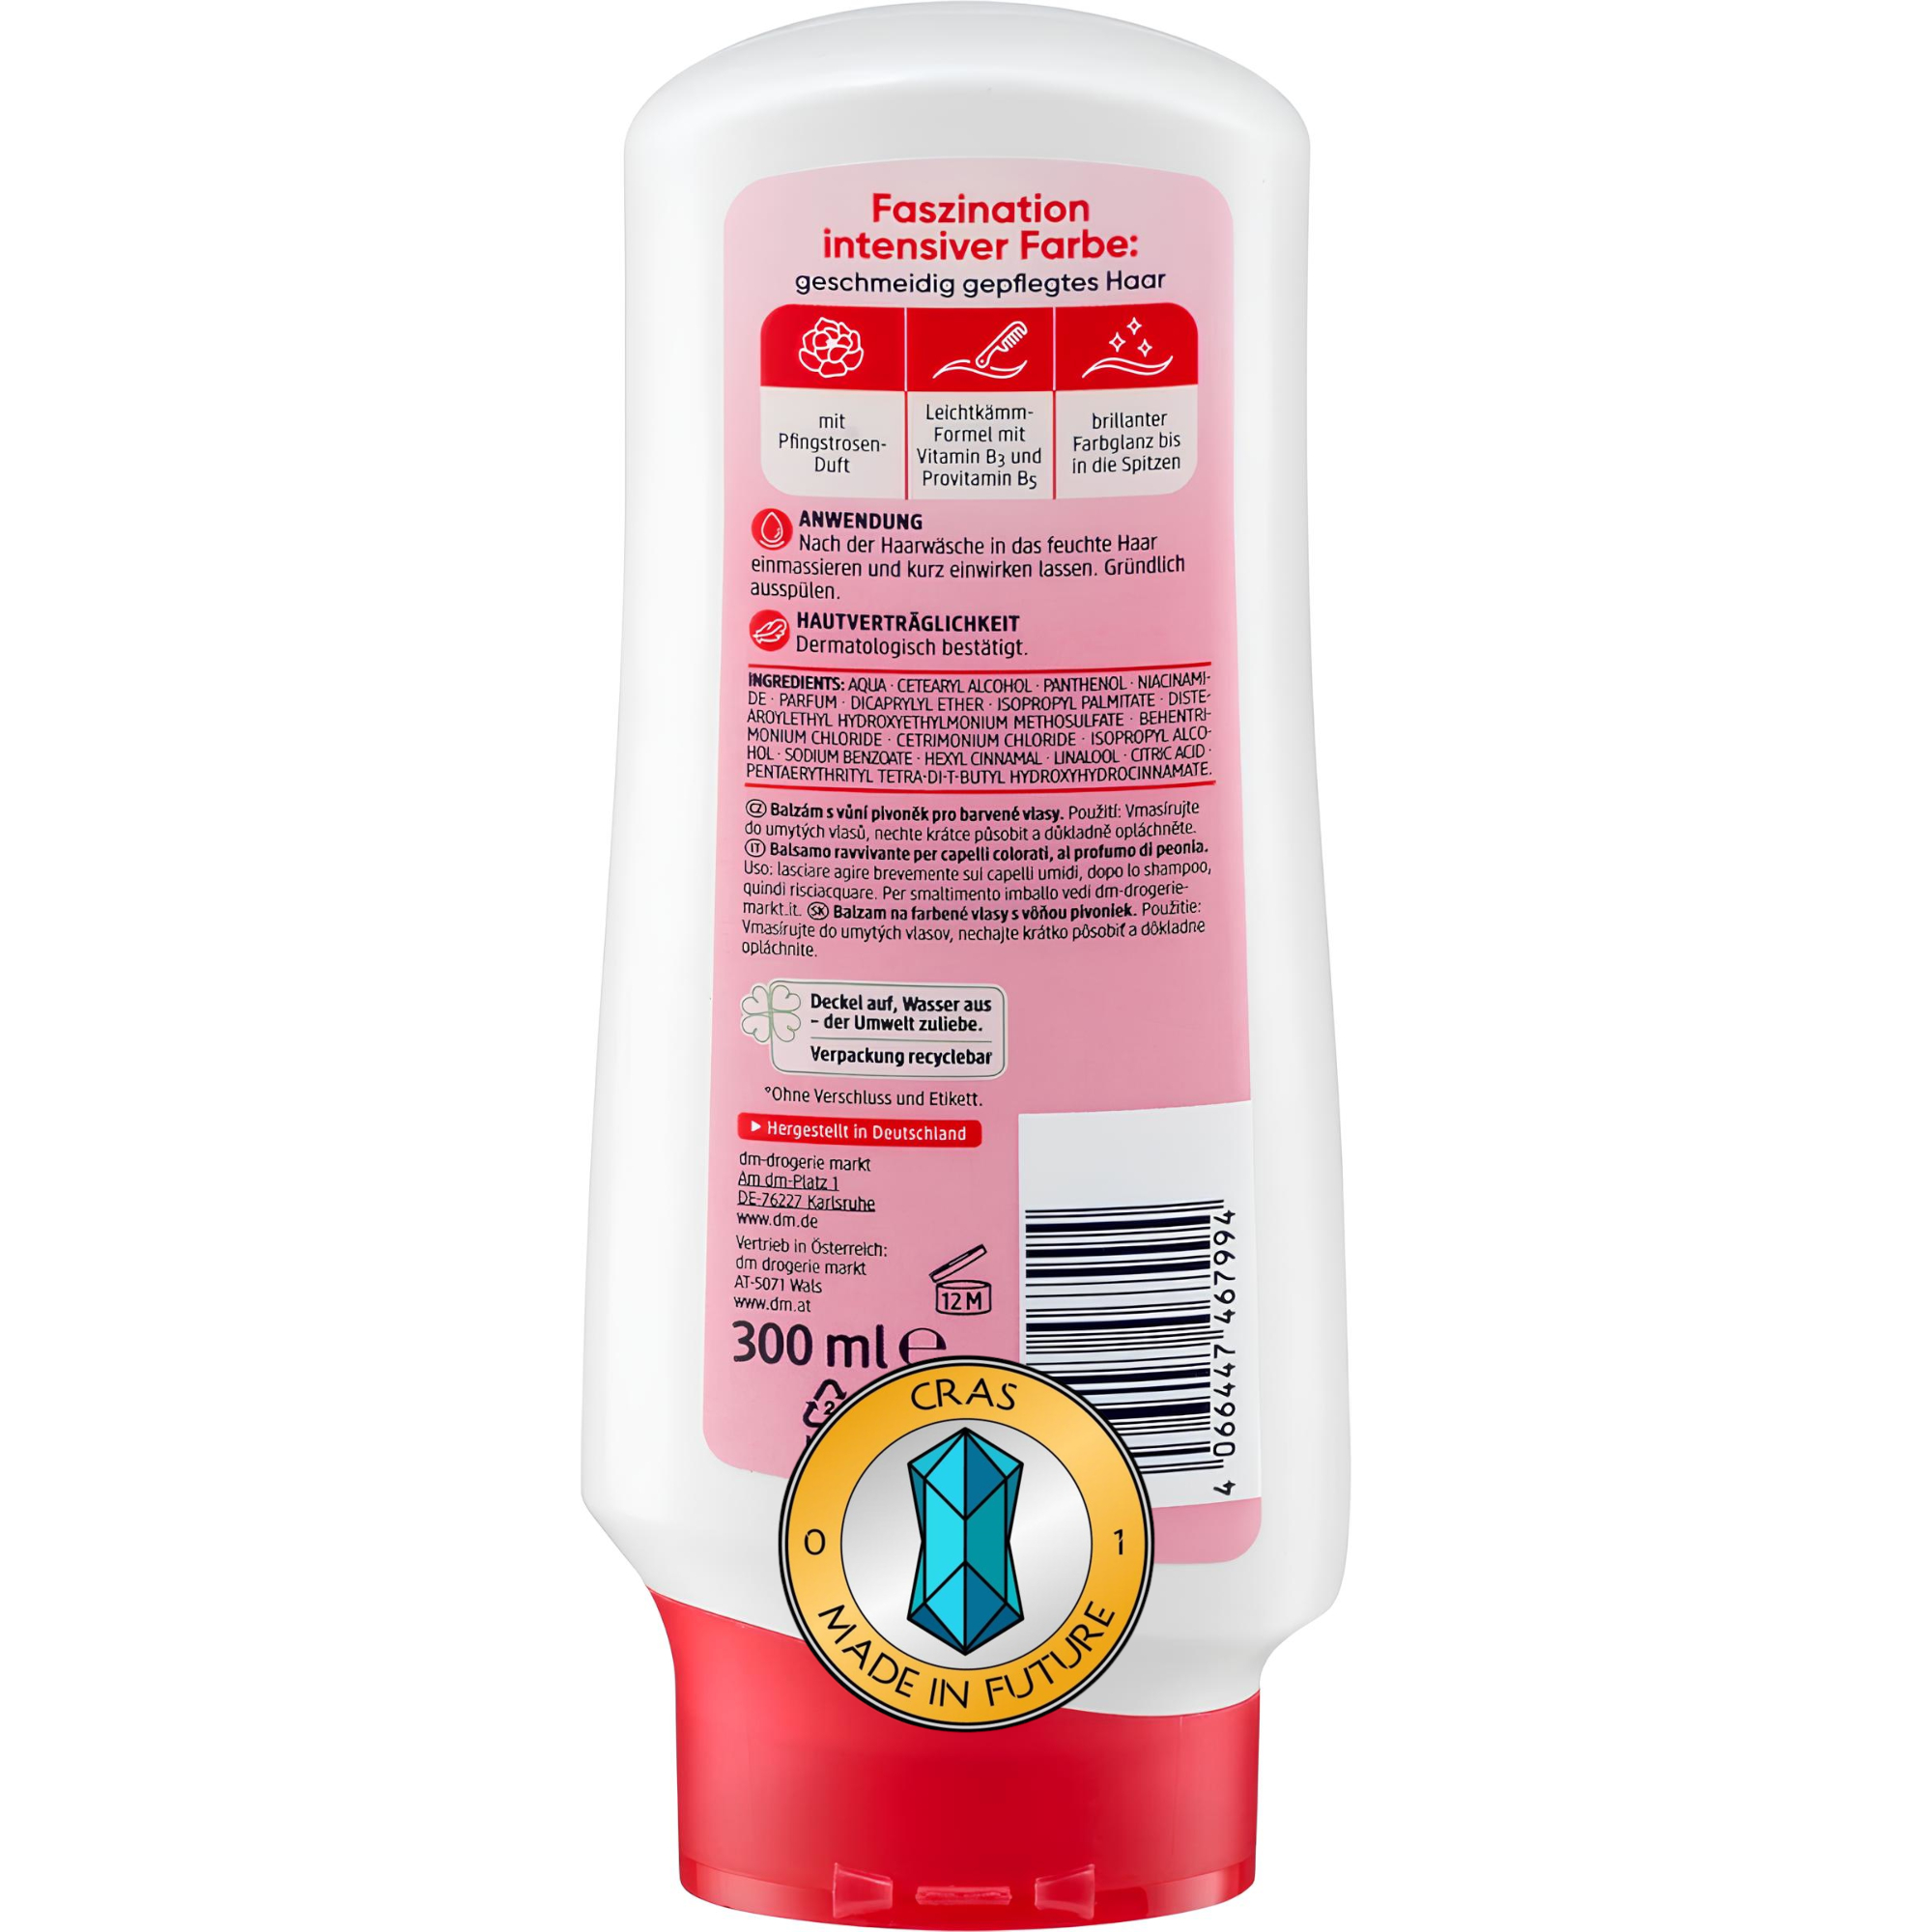 Faszination
intensiver Farbe:
geschmeidig gepflegtes Haar
mit
Pfingstrosen-
Duft
Leichtkämm-
Formel mit
Vitamin B3 und
Provitamin B5
brillanter
Farbglanz bis
in die Spitzen
ANWENDUNG
Nach der Haarwäsche in das feuchte Haar
einmassieren und kurz einwirken lassen. Gründlich
ausspülen.
HAUTVERTRÄGLICHKEIT
Dermatologisch bestätigt.
INGREDIENTS: AQUA · CETEARYL ALCOHOL · PANTHENOL · NIACINAMI-
DE · PARFUM · DICAPRYLYL ETHER · ISOPROPYL PALMITATE · DISTE-
AROYLETHYL HYDROXYETHYLMONIUM METHOSULFATE · BEHENTRI-
MONIUM CHLORIDE · CETRIMONIUM CHLORIDE · ISOPROPYL ALCO-
HOL · SODIUM BENZOATE · HEXYL CINNAMAL · LINALOOL · CITRIC ACID ·
PENTAERYTHRITYL TETRA-DI-T-BUTYL HYDROXYHYDROCINNAMATE.
CZ Balzám s vůní pivoněk pro barvené vlasy. Použití: Vmasírujte
do umytých vlasů, nechte krátce působit a důkladně opláchněte.
IT Balsamo ravvivante per capelli colorati, al profumo di peonia.
Uso: lasciare agire brevemente sui capelli umidi, dopo lo shampoo,
quindi risciacquare. Per smaltimento imballo vedi dm-drogerie-
markt.it. SK Balzam na farbené vlasy s vôňou pivoniek. Použitie:
Vmasírujte do umytých vlasov, nechajte krátko pôsobiť a dôkladne
opláchnite.
Deckel auf, Wasser aus
– der Umwelt zuliebe.
Verpackung recyclebar
°Ohne Verschluss und Etikett.
Hergestellt in Deutschland
dm-drogerie markt
Am dm-Platz 1
DE-76227 Karlsruhe
www.dm.de
Vertrieb in Österreich:
dm drogerie markt
AT-5071 Wals
www.dm.at
12 M
300 ml e
2
4 066447 467994
CRAS
0 1
MADE IN FUTURE